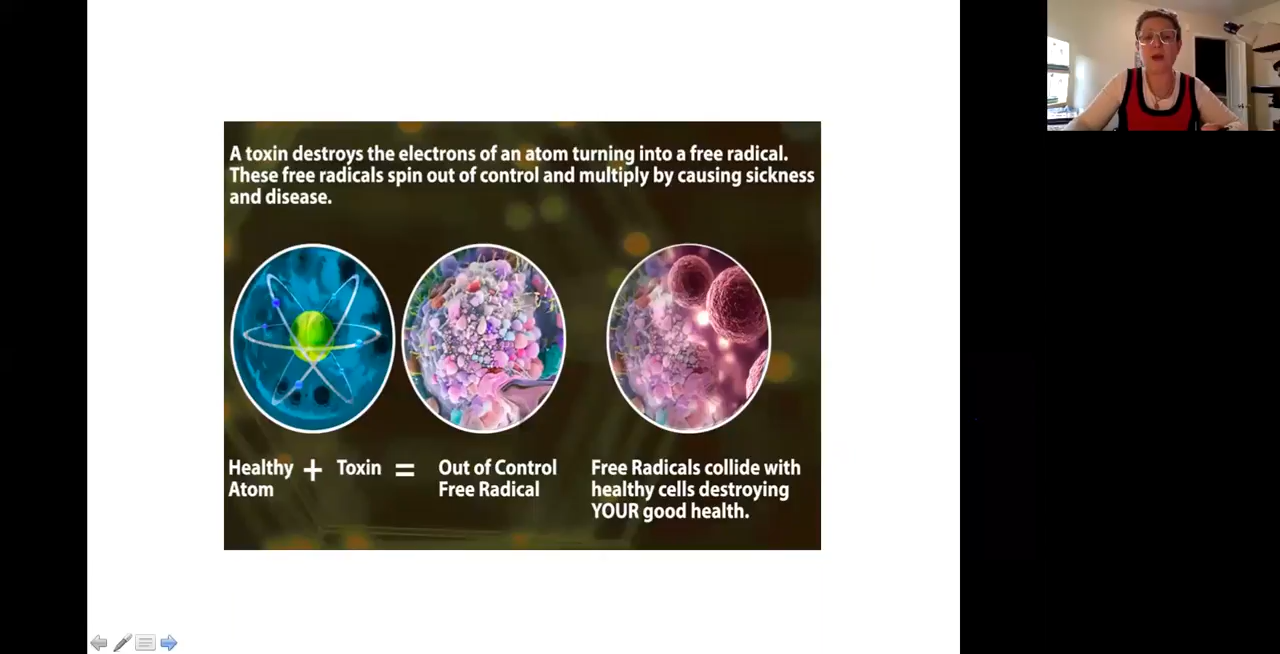 A toxin destroys the electrons of an atom turning into a free radical.
These free radicals spin out of control and multiply by causing sickness
and disease.
Healthy + Toxin = Out of Control
Atom Free Radical
Free Radicals collide with
healthy cells destroying
YOUR good health.